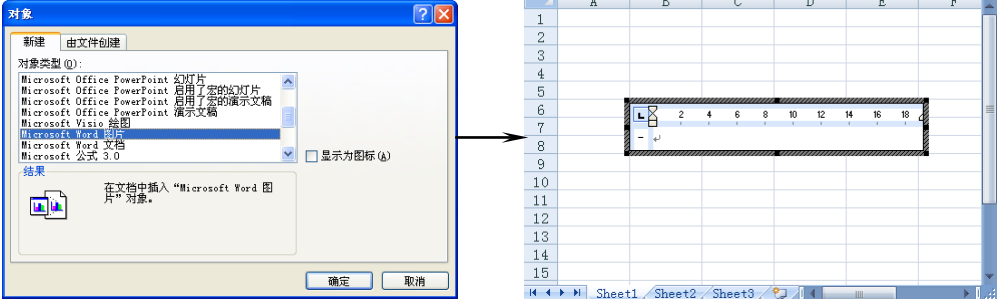 对象
新建 由文件创建
对象类型(O):
Microsoft Office PowerPoint 幻灯片
Microsoft Office PowerPoint 启用了宏的幻灯片
Microsoft Office PowerPoint 启用了宏的演示文稿
Microsoft Office PowerPoint 演示文稿
Microsoft Visio 绘图
Microsoft Word 图片
Microsoft Word 文档
Microsoft 公式 3.0
显示为图标(A)
结果
在文档中插入“Microsoft Word 图
片”对象。
确定 取消
A B C D E F
1
2
3
4
5
6
7
8
9
10
11
12
13
14
15
L 2 4 6 8 10 12 14 16 18
Sheet1 Sheet2 Sheet3